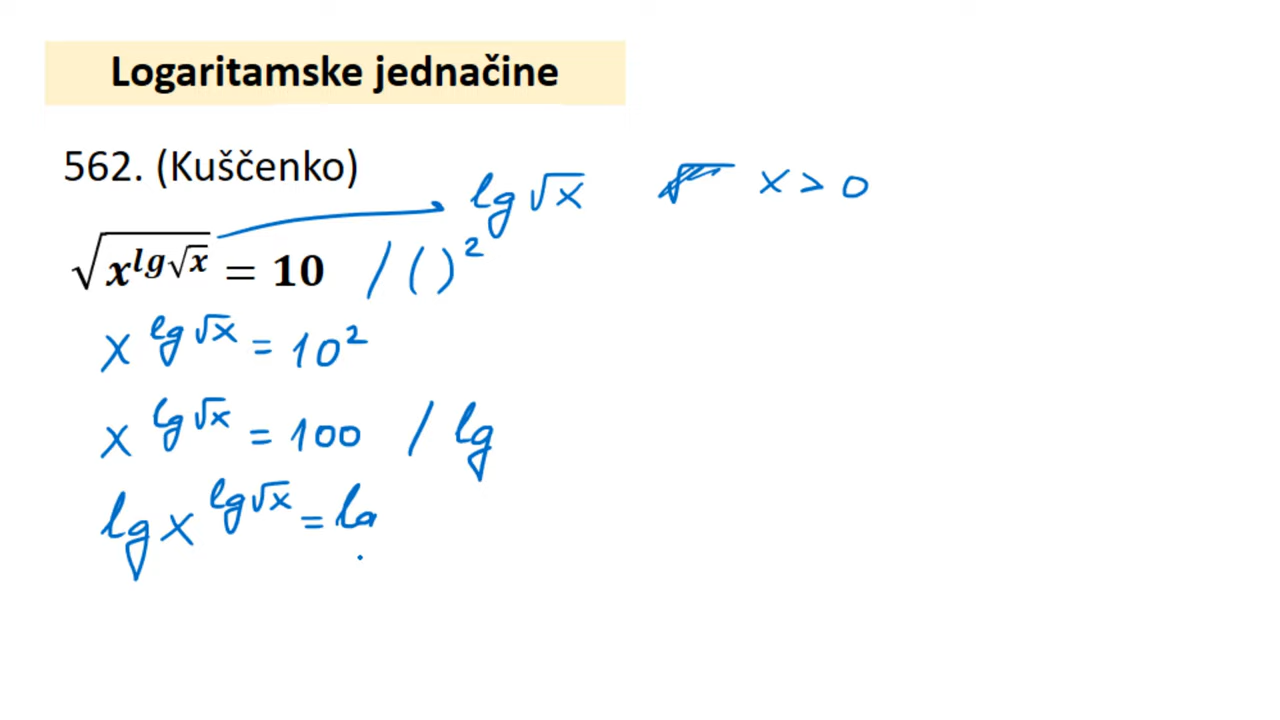 Logaritamske jednačine
562. (Kuščenko)
lg √x x > 0
√(x^(lg√x)) = 10 / ( )²
x^(lg√x) = 10²
x^(lg√x) = 100 / lg
lg x^(lg√x) =